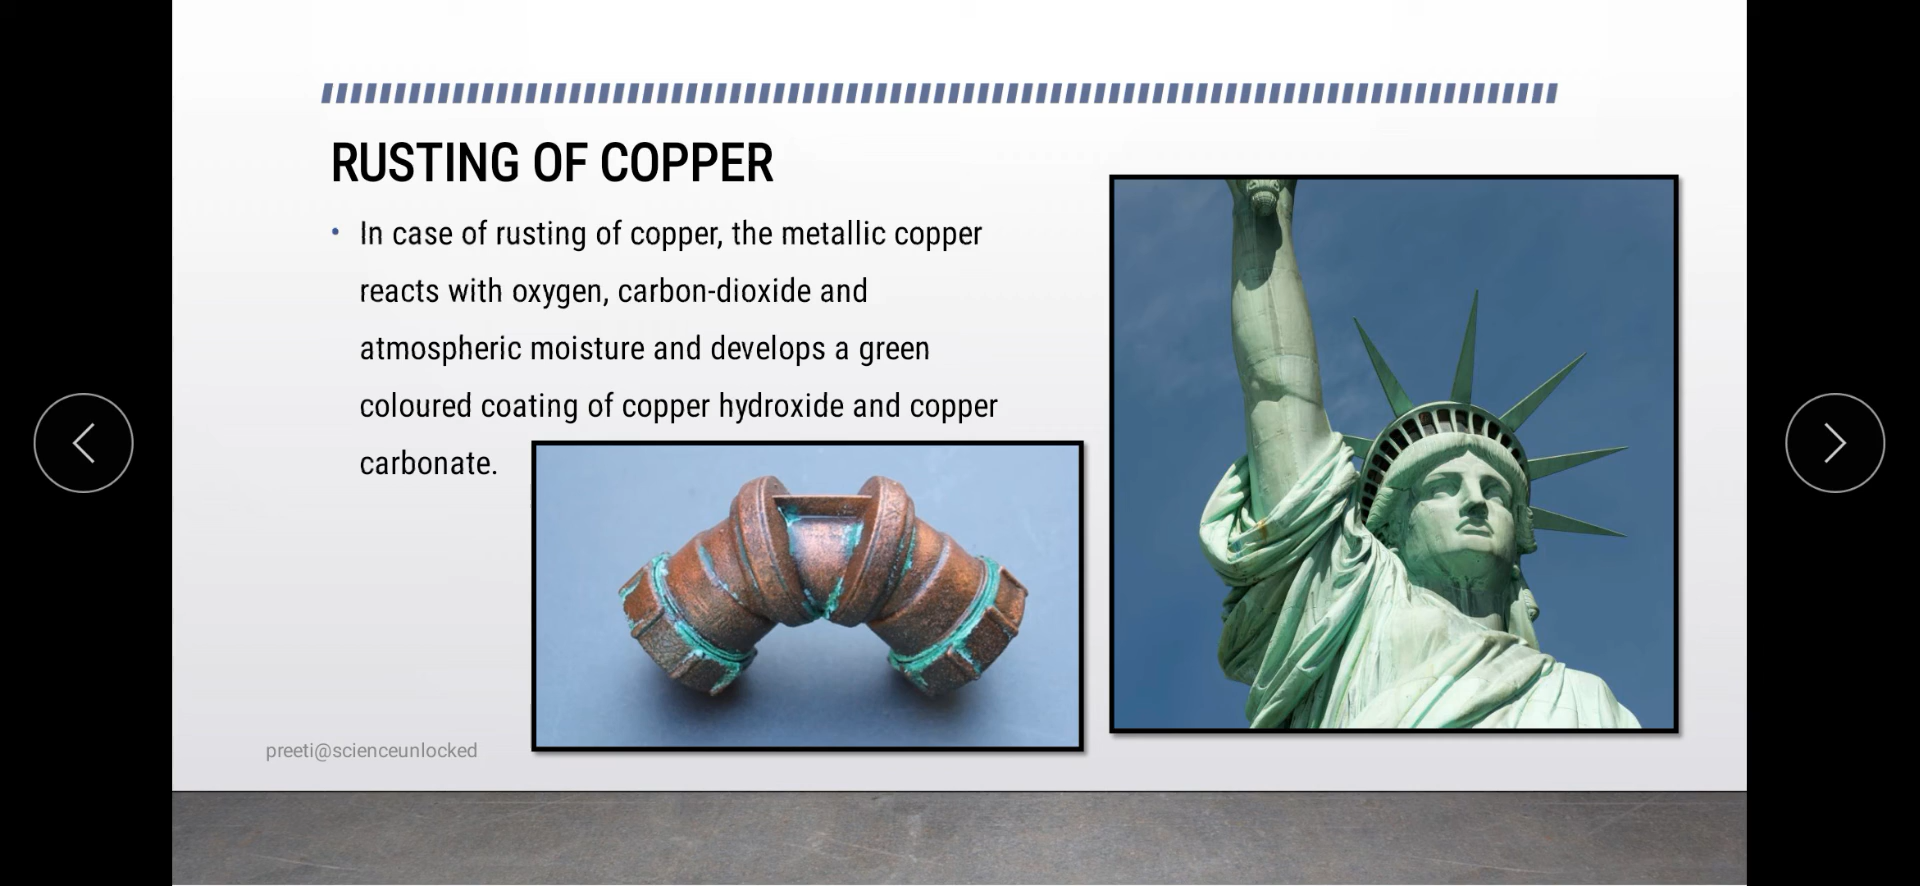 RUSTING OF COPPER
• In case of rusting of copper, the metallic copper
reacts with oxygen, carbon-dioxide and
atmospheric moisture and develops a green
coloured coating of copper hydroxide and copper
carbonate.
preeti@scienceunlocked